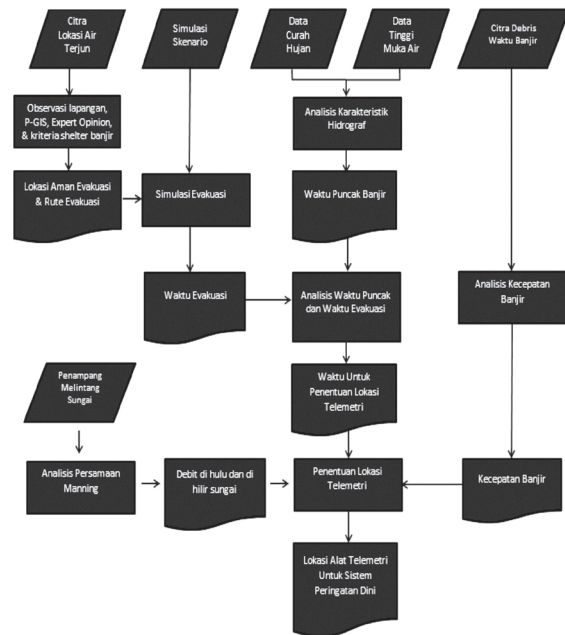 Citra
Lokasi Air
Terjun
Simulasi
Skenario
Data
Curah
Hujan
Data
Tinggi
Muka Air
Citra Debris
Waktu Banjir
Observasi lapangan,
P-GIS, Expert Opinion,
& kriteria shelter banjir
Analisis Karakteristik
Hidrograf
Lokasi Aman Evakuasi
& Rute Evakuasi
Simulasi Evakuasi
Waktu Puncak
Banjir
Waktu Evakuasi
Analisis Waktu Puncak
dan Waktu Evakuasi
Analisis Kecepatan
Banjir
Penampang
Melintang
Sungai
Waktu Untuk
Penentuan Lokasi
Telemetri
Analisis Persamaan
Manning
Debit di hulu dan di
hilir sungai
Penentuan Lokasi
Telemetri
Kecepatan Banjir
Lokasi Alat Telemetri
Untuk Sistem
Peringatan Dini